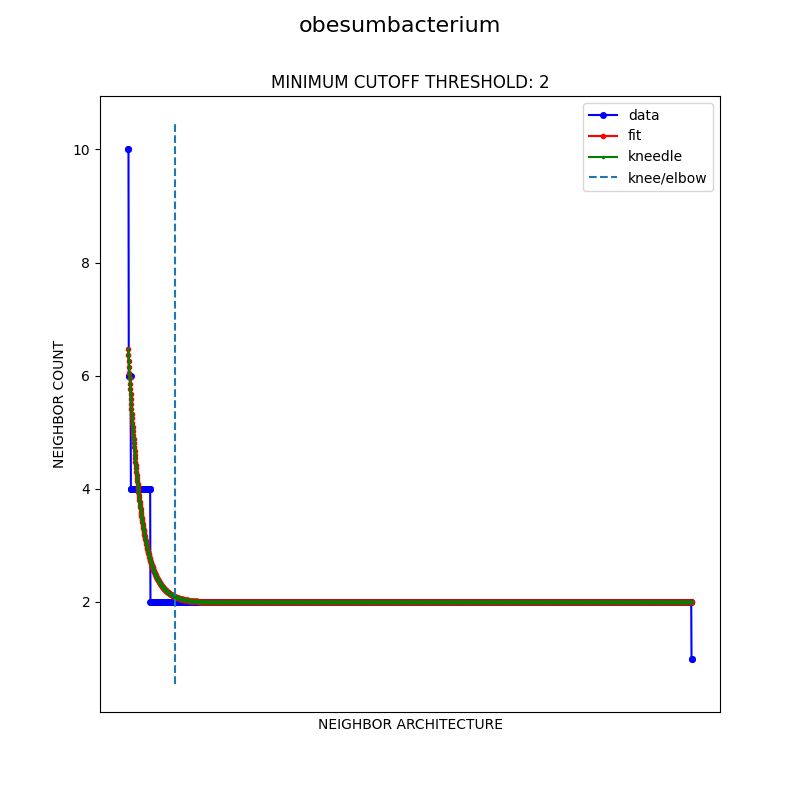 obesumbacterium
MINIMUM CUTOFF THRESHOLD: 2
data
fit
kneedle
knee/elbow
10
8
6
4
2
NEIGHBOR COUNT
NEIGHBOR ARCHITECTURE